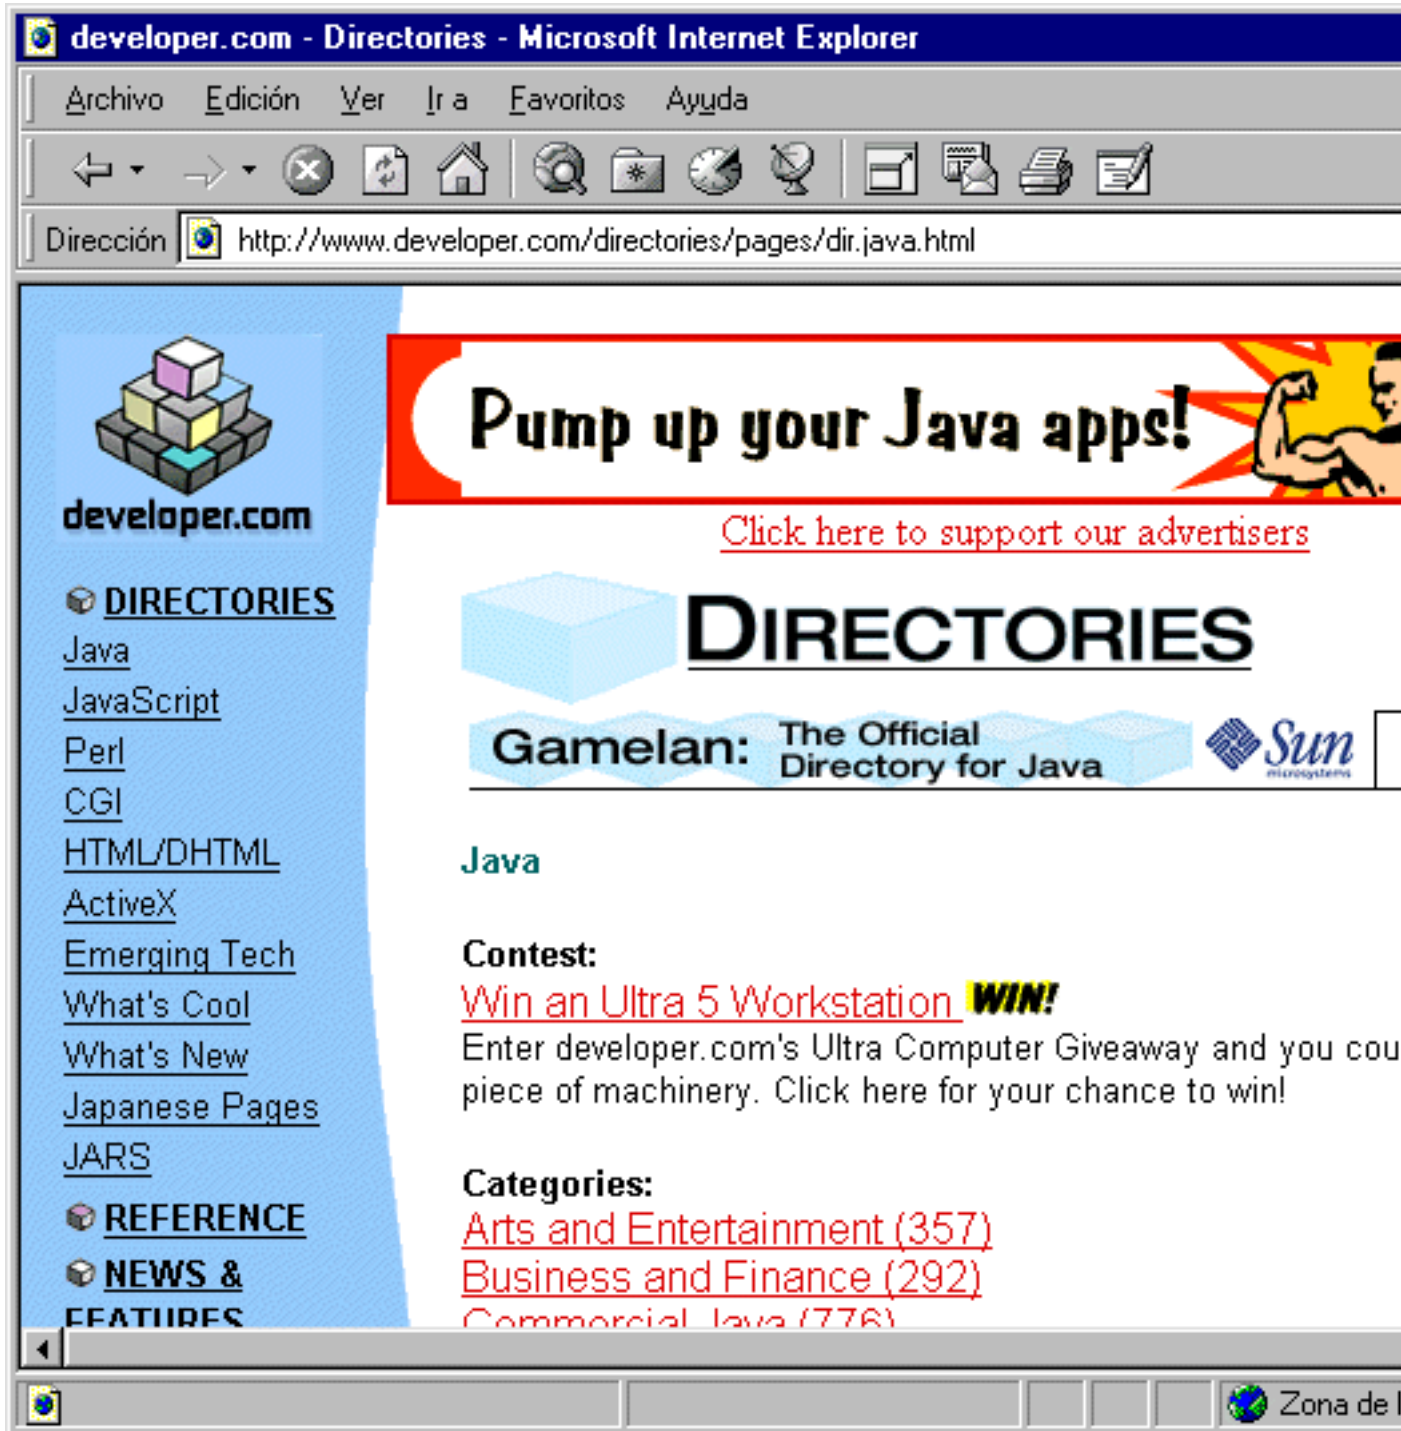 developer.com - Directories - Microsoft Internet Explorer
Archivo Edición Ver Ir a Favoritos Ayuda
Dirección http://www.developer.com/directories/pages/dir.java.html
developer.com
DIRECTORIES
Java
JavaScript
Perl
CGI
HTML/DHTML
ActiveX
Emerging Tech
What's Cool
What's New
Japanese Pages
JARS
REFERENCE
NEWS &
FEATURES
Pump up your Java apps!
Click here to support our advertisers
DIRECTORIES
Gamelan: The Official
Directory for Java
Sun
microsystems
Java
Contest:
Win an Ultra 5 Workstation WIN!
Enter developer.com's Ultra Computer Giveaway and you cou
piece of machinery. Click here for your chance to win!
Categories:
Arts and Entertainment (357)
Business and Finance (292)
Commercial Java (776)
Zona de